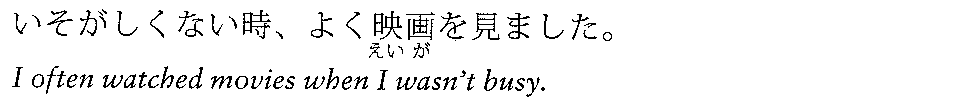 いそがしくない時、よく映画を見ました。
えいが
I often watched movies when I wasn't busy.